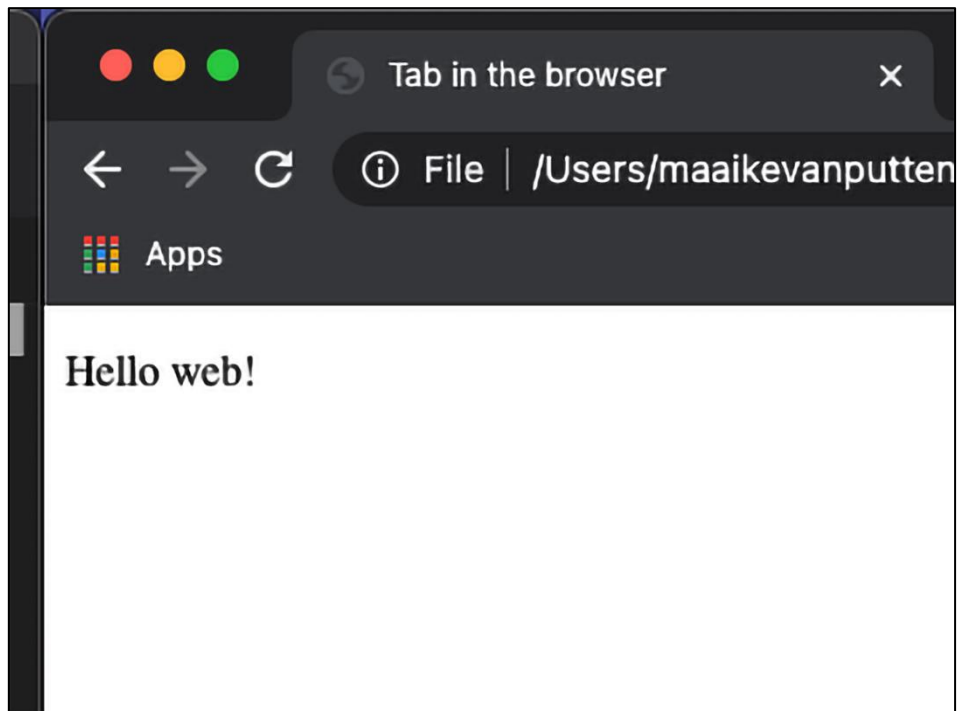 Tab in the browser
File | /Users/maaikevanputten
Apps
Hello web!